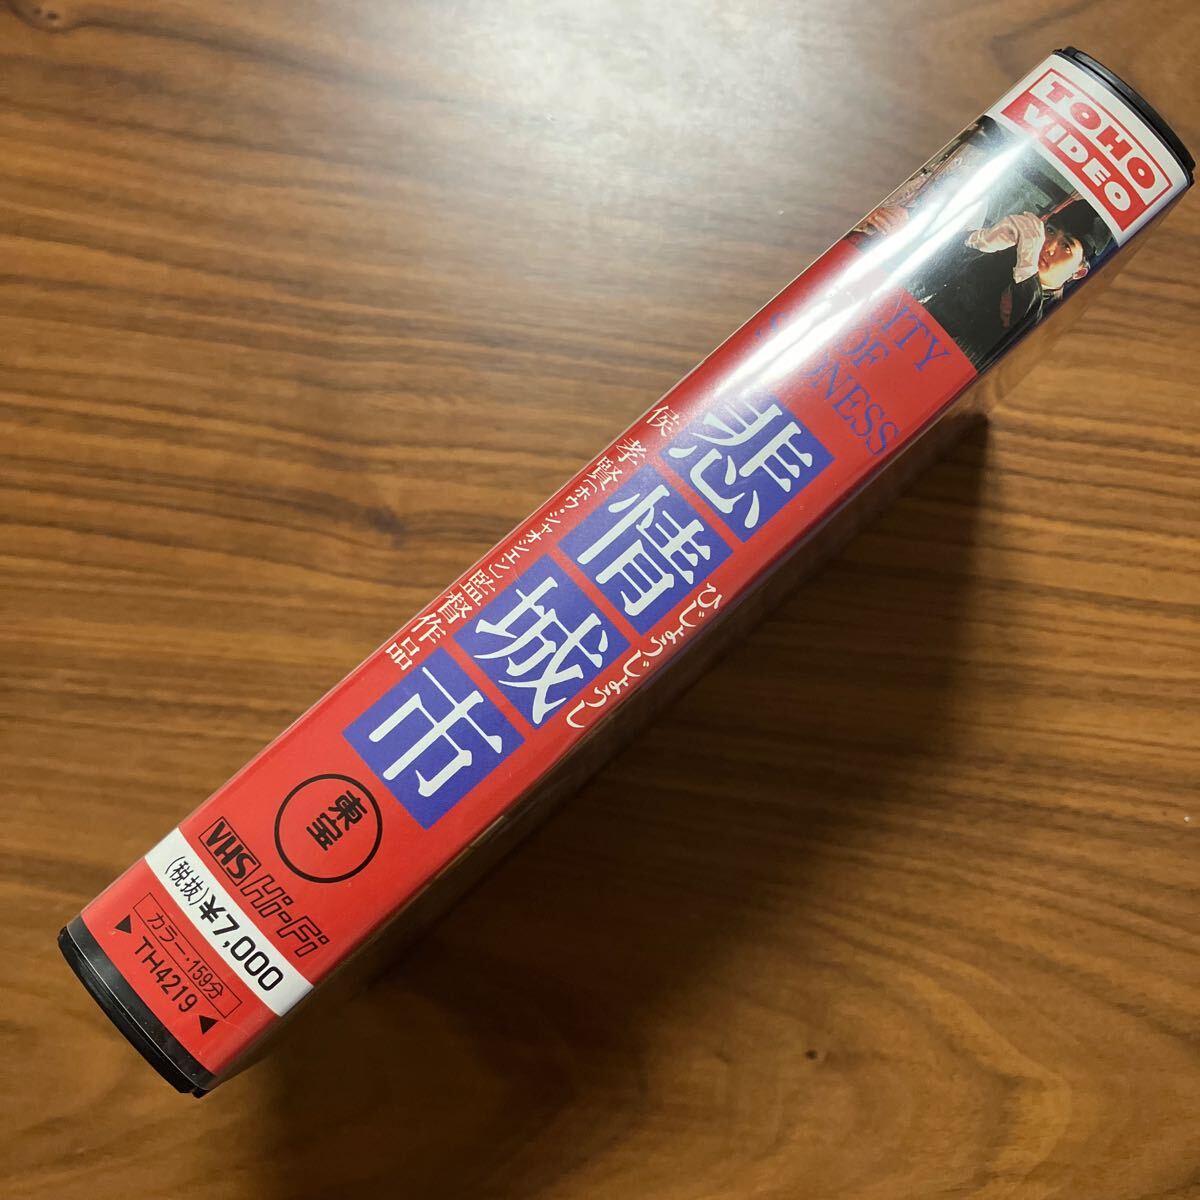 TOHO
VIDEO
CITY
OF
悲情城市
ひじょうじょうし
侯孝賢(ホウ・シャオシェン)監督作品
東宝
VHS Hi-Fi
(税抜)¥7,000
カラー・159分
▶TH4219◀